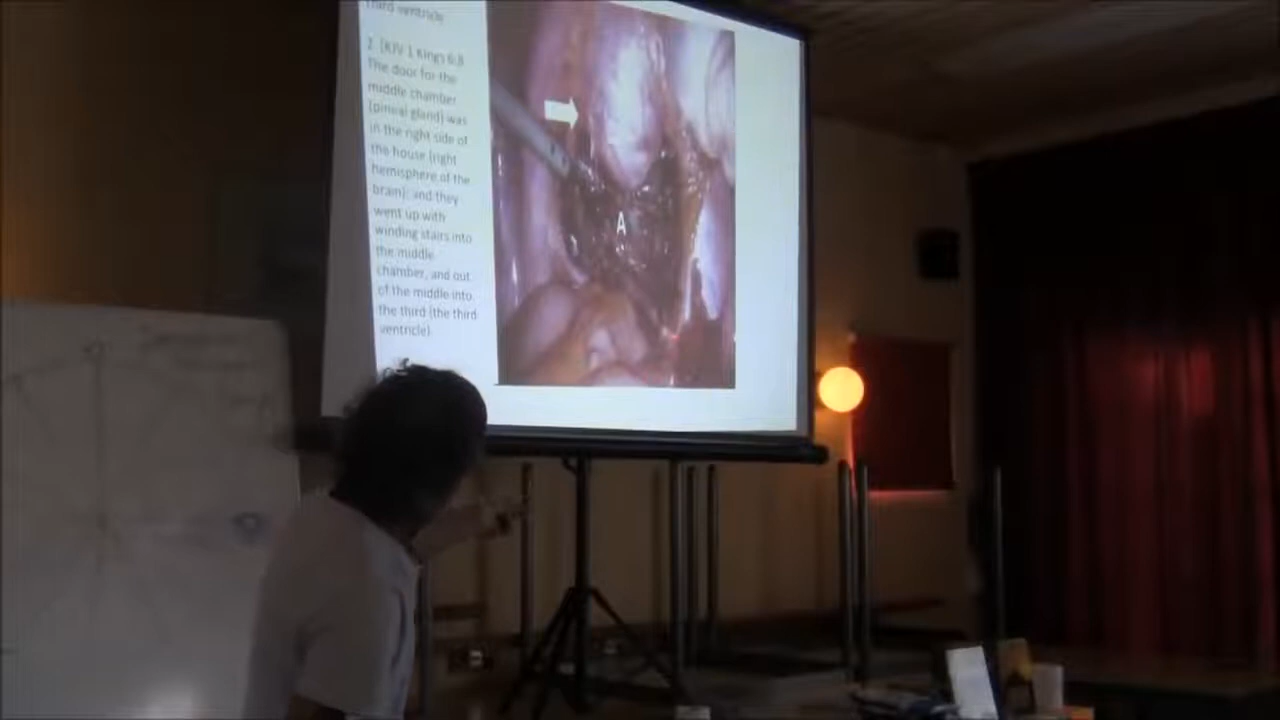 Third ventricle
2. [KJV 1 Kings 6:8
The door for the
middle chamber
(pineal gland) was
in the right side of
the house (right
hemisphere of the
brain): and they
went up with
winding stairs into
the middle
chamber, and out
of the middle into
the third (the third
ventricle)
A